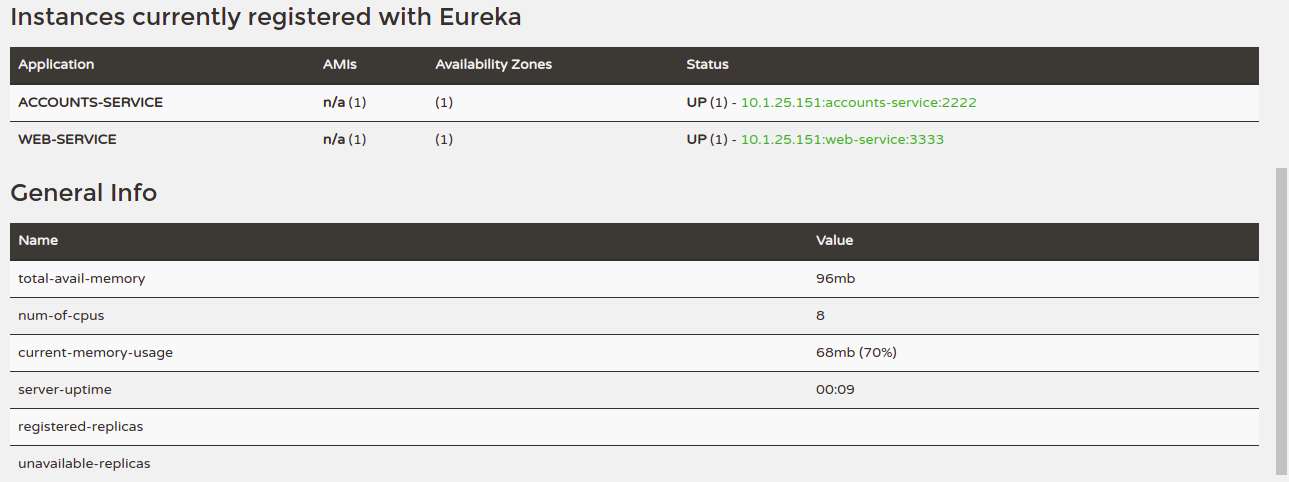 Instances currently registered with Eureka
Application AMIs Availability Zones Status
ACCOUNTS-SERVICE n/a (1) (1) UP (1) - 10.1.25.151:accounts-service:2222
WEB-SERVICE n/a (1) (1) UP (1) - 10.1.25.151:web-service:3333
General Info
Name Value
total-avail-memory 96mb
num-of-cpus 8
current-memory-usage 68mb (70%)
server-uptime 00:09
registered-replicas
unavailable-replicas